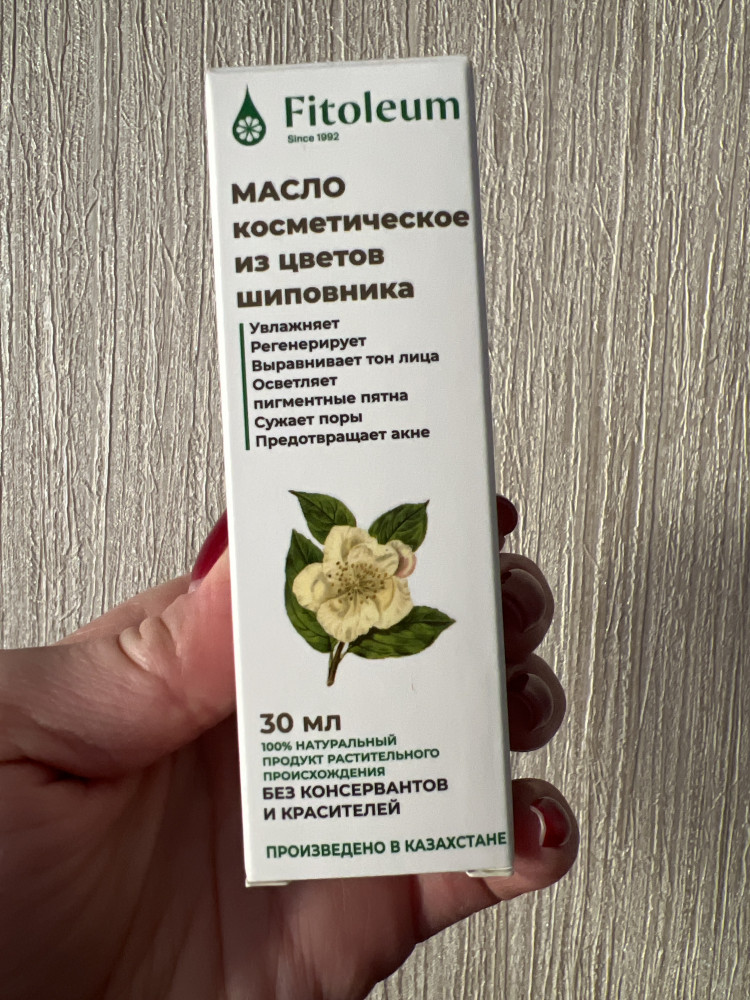 Fitoleum
Since 1992
МАСЛО
косметическое
из цветов
шиповника
Увлажняет
Регенерирует
Выравнивает тон лица
Осветляет
пигментные пятна
Сужает поры
Предотвращает акне
30 мл
100% НАТУРАЛЬНЫЙ
ПРОДУКТ РАСТИТЕЛЬНОГО
ПРОИСХОЖДЕНИЯ
БЕЗ КОНСЕРВАНТОВ
И КРАСИТЕЛЕЙ
ПРОИЗВЕДЕНО В КАЗАХСТАНЕ